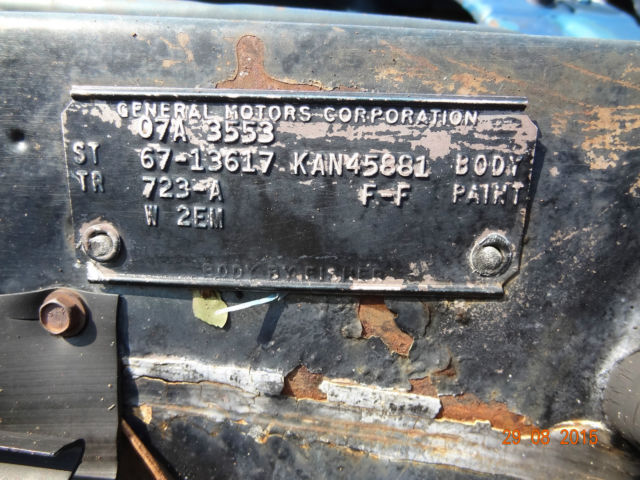 GENERAL MOTORS CORPORATION
07A 3553
ST 67-13617 KAN45881 BODY
TR 723-A F-F PAINT
W 2EM
BODY BY FISHER
29 08 2015